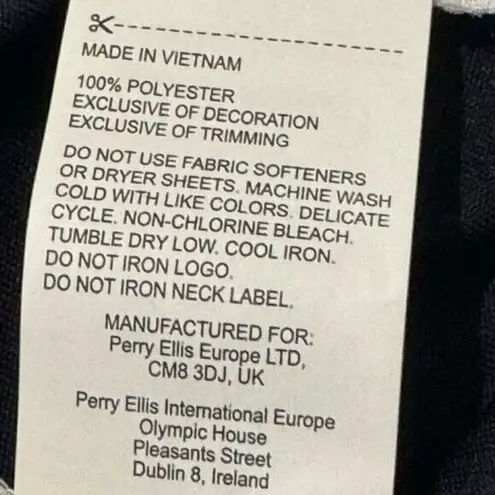 MADE IN VIETNAM
100% POLYESTER
EXCLUSIVE OF DECORATION
EXCLUSIVE OF TRIMMING
DO NOT USE FABRIC SOFTENERS
OR DRYER SHEETS. MACHINE WASH
COLD WITH LIKE COLORS. DELICATE
CYCLE. NON-CHLORINE BLEACH.
TUMBLE DRY LOW. COOL IRON.
DO NOT IRON LOGO.
DO NOT IRON NECK LABEL.
MANUFACTURED FOR:
Perry Ellis Europe LTD,
CM8 3DJ, UK
Perry Ellis International Europe
Olympic House
Pleasants Street
Dublin 8, Ireland